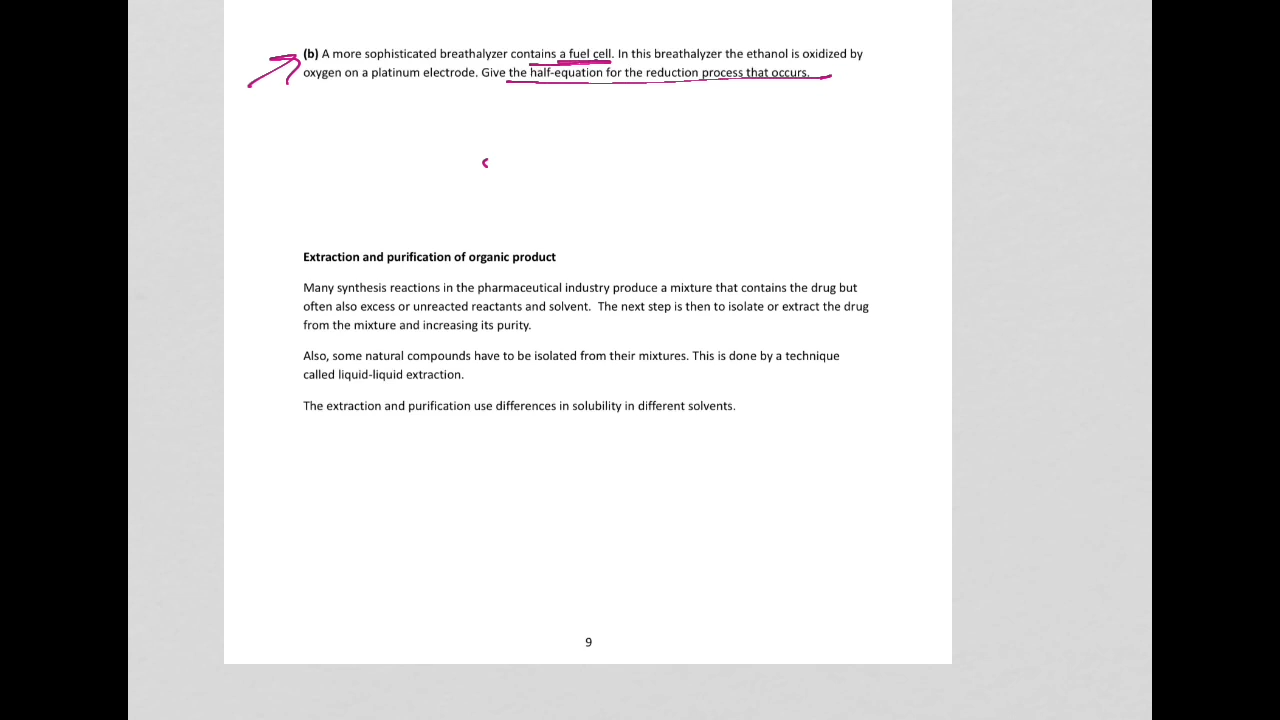 (b) A more sophisticated breathalyzer contains a fuel cell. In this breathalyzer the ethanol is oxidized by
oxygen on a platinum electrode. Give the half-equation for the reduction process that occurs.
Extraction and purification of organic product
Many synthesis reactions in the pharmaceutical industry produce a mixture that contains the drug but
often also excess or unreacted reactants and solvent.  The next step is then to isolate or extract the drug
from the mixture and increasing its purity.
Also, some natural compounds have to be isolated from their mixtures. This is done by a technique
called liquid-liquid extraction.
The extraction and purification use differences in solubility in different solvents.
9